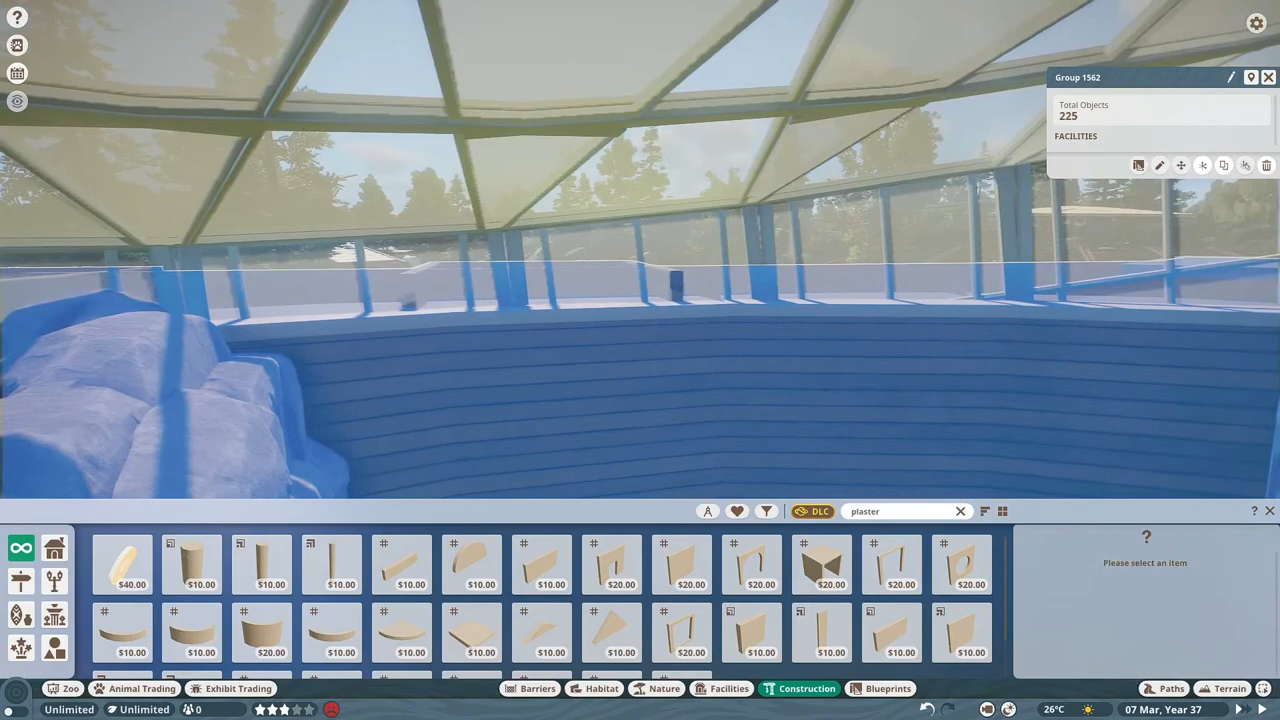 Group 1562
Total Objects
225
FACILITIES
DLC
plaster
$40.00 $10.00 $10.00 $10.00 $10.00 $10.00 $10.00 $20.00 $10.00 $20.00 $20.00 $20.00 $20.00
$10.00 $10.00 $20.00 $10.00 $10.00 $10.00 $10.00 $10.00 $20.00 $10.00 $10.00 $10.00 $10.00
?
Please select an item
Zoo Animal Trading Exhibit Trading Barriers Habitat Nature Facilities Construction Blueprints Paths Terrain
Unlimited Unlimited 0 26°C 07 Mar, Year 37